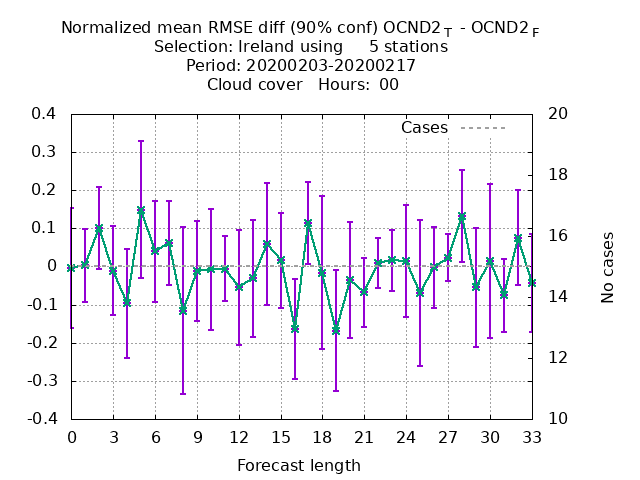 Normalized mean RMSE diff (90% conf) OCND2 T - OCND2 F
Selection: Ireland using 5 stations
Period: 20200203-20200217
Cloud cover Hours: 00
Cases
0.4
0.3
0.2
0.1
0
-0.1
-0.2
-0.3
-0.4
20
18
16
14
12
10
No cases
0 3 6 9 12 15 18 21 24 27 30 33
Forecast length